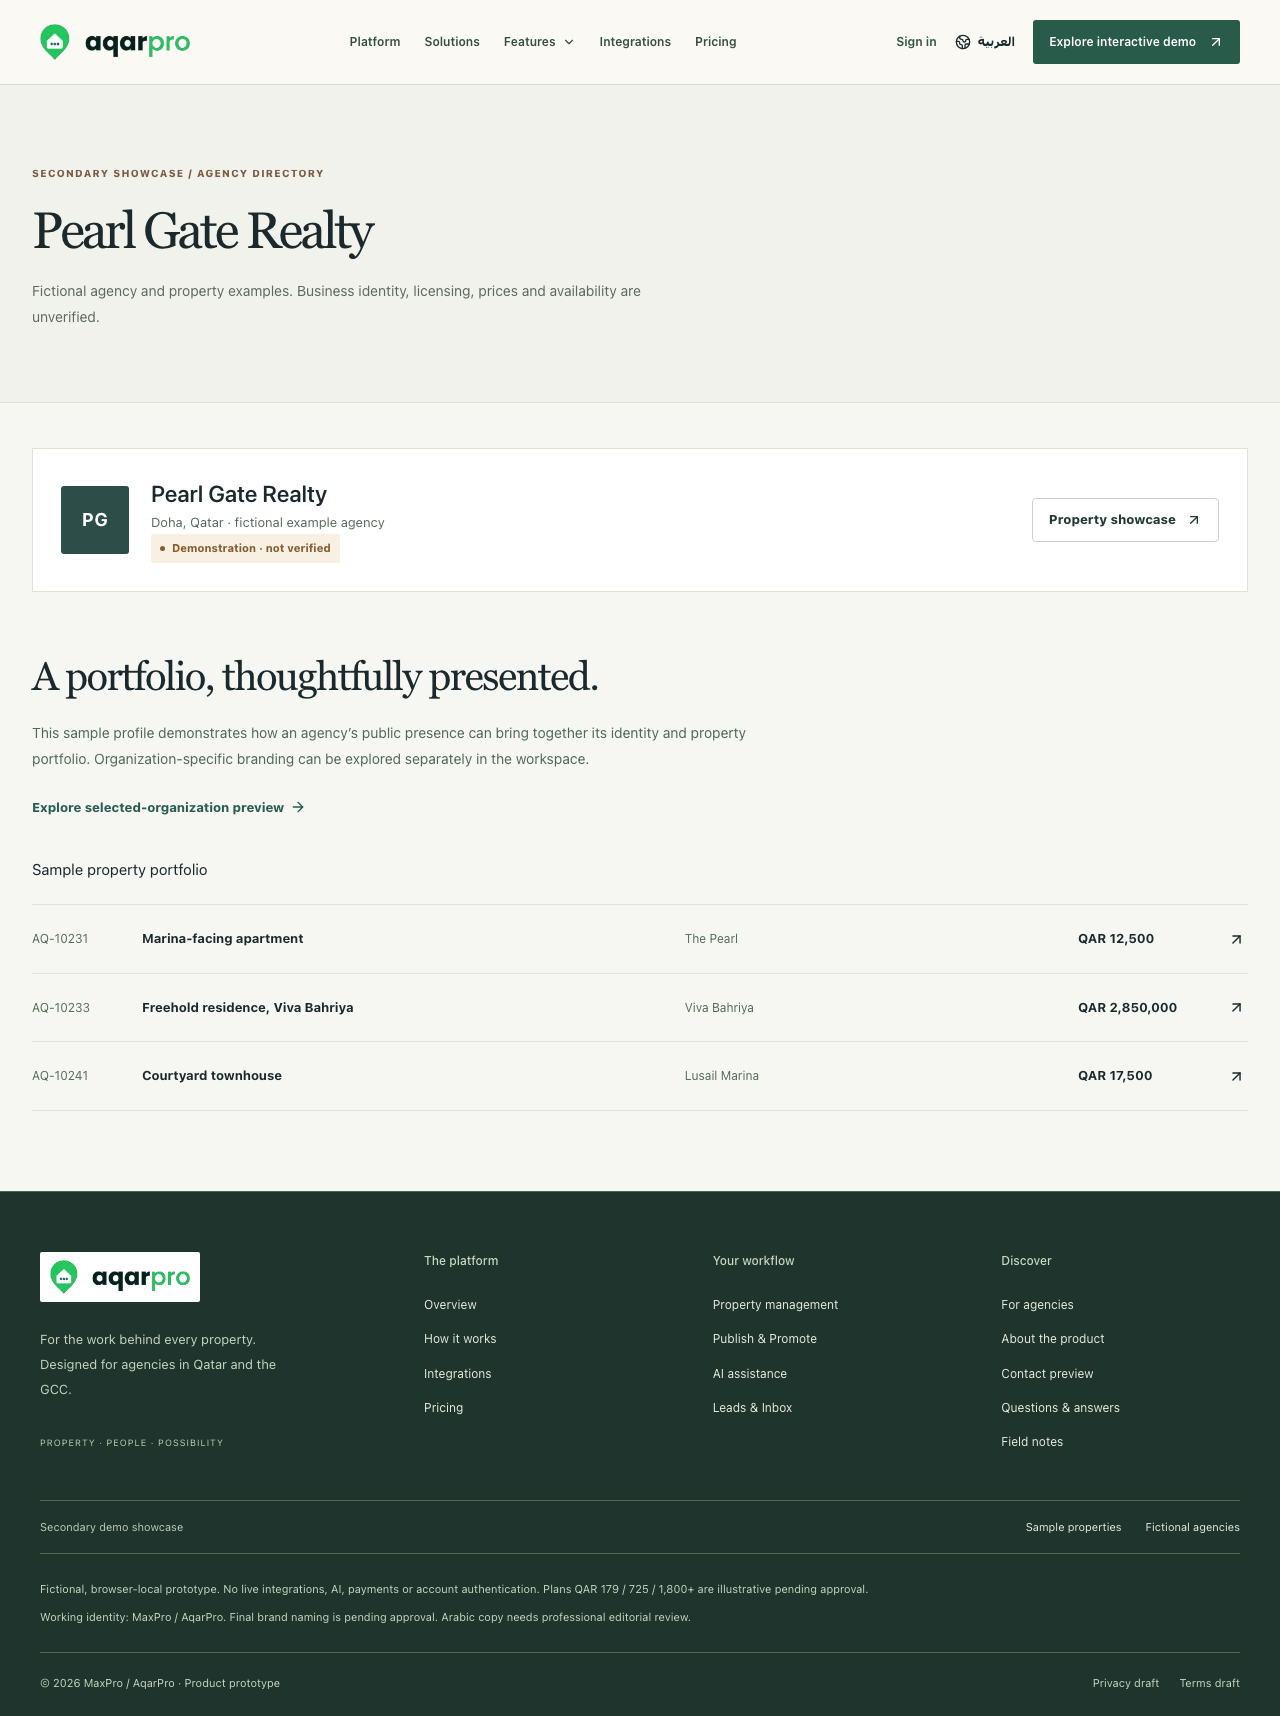 aqarpro
Platform
Solutions
Features
Integrations
Pricing
Sign in
العربية
Explore interactive demo
SECONDARY SHOWCASE / AGENCY DIRECTORY
Pearl Gate Realty
Fictional agency and property examples. Business identity, licensing, prices and availability are
unverified.
PG
Pearl Gate Realty
Doha, Qatar · fictional example agency
Demonstration · not verified
Property showcase
A portfolio, thoughtfully presented.
This sample profile demonstrates how an agency’s public presence can bring together its identity and property
portfolio. Organization-specific branding can be explored separately in the workspace.
Explore selected-organization preview
Sample property portfolio
AQ-10231 Marina-facing apartment The Pearl QAR 12,500
AQ-10233 Freehold residence, Viva Bahriya Viva Bahriya QAR 2,850,000
AQ-10241 Courtyard townhouse Lusail Marina QAR 17,500
aqarpro
For the work behind every property.
Designed for agencies in Qatar and the
GCC.
PROPERTY · PEOPLE · POSSIBILITY
The platform
Overview
How it works
Integrations
Pricing
Your workflow
Property management
Publish & Promote
AI assistance
Leads & Inbox
Discover
For agencies
About the product
Contact preview
Questions & answers
Field notes
Secondary demo showcase
Sample properties
Fictional agencies
Fictional, browser-local prototype. No live integrations, AI, payments or account authentication. Plans QAR 179 / 725 / 1,800+ are illustrative pending approval.
Working identity: MaxPro / AqarPro. Final brand naming is pending approval. Arabic copy needs professional editorial review.
© 2026 MaxPro / AqarPro · Product prototype
Privacy draft
Terms draft